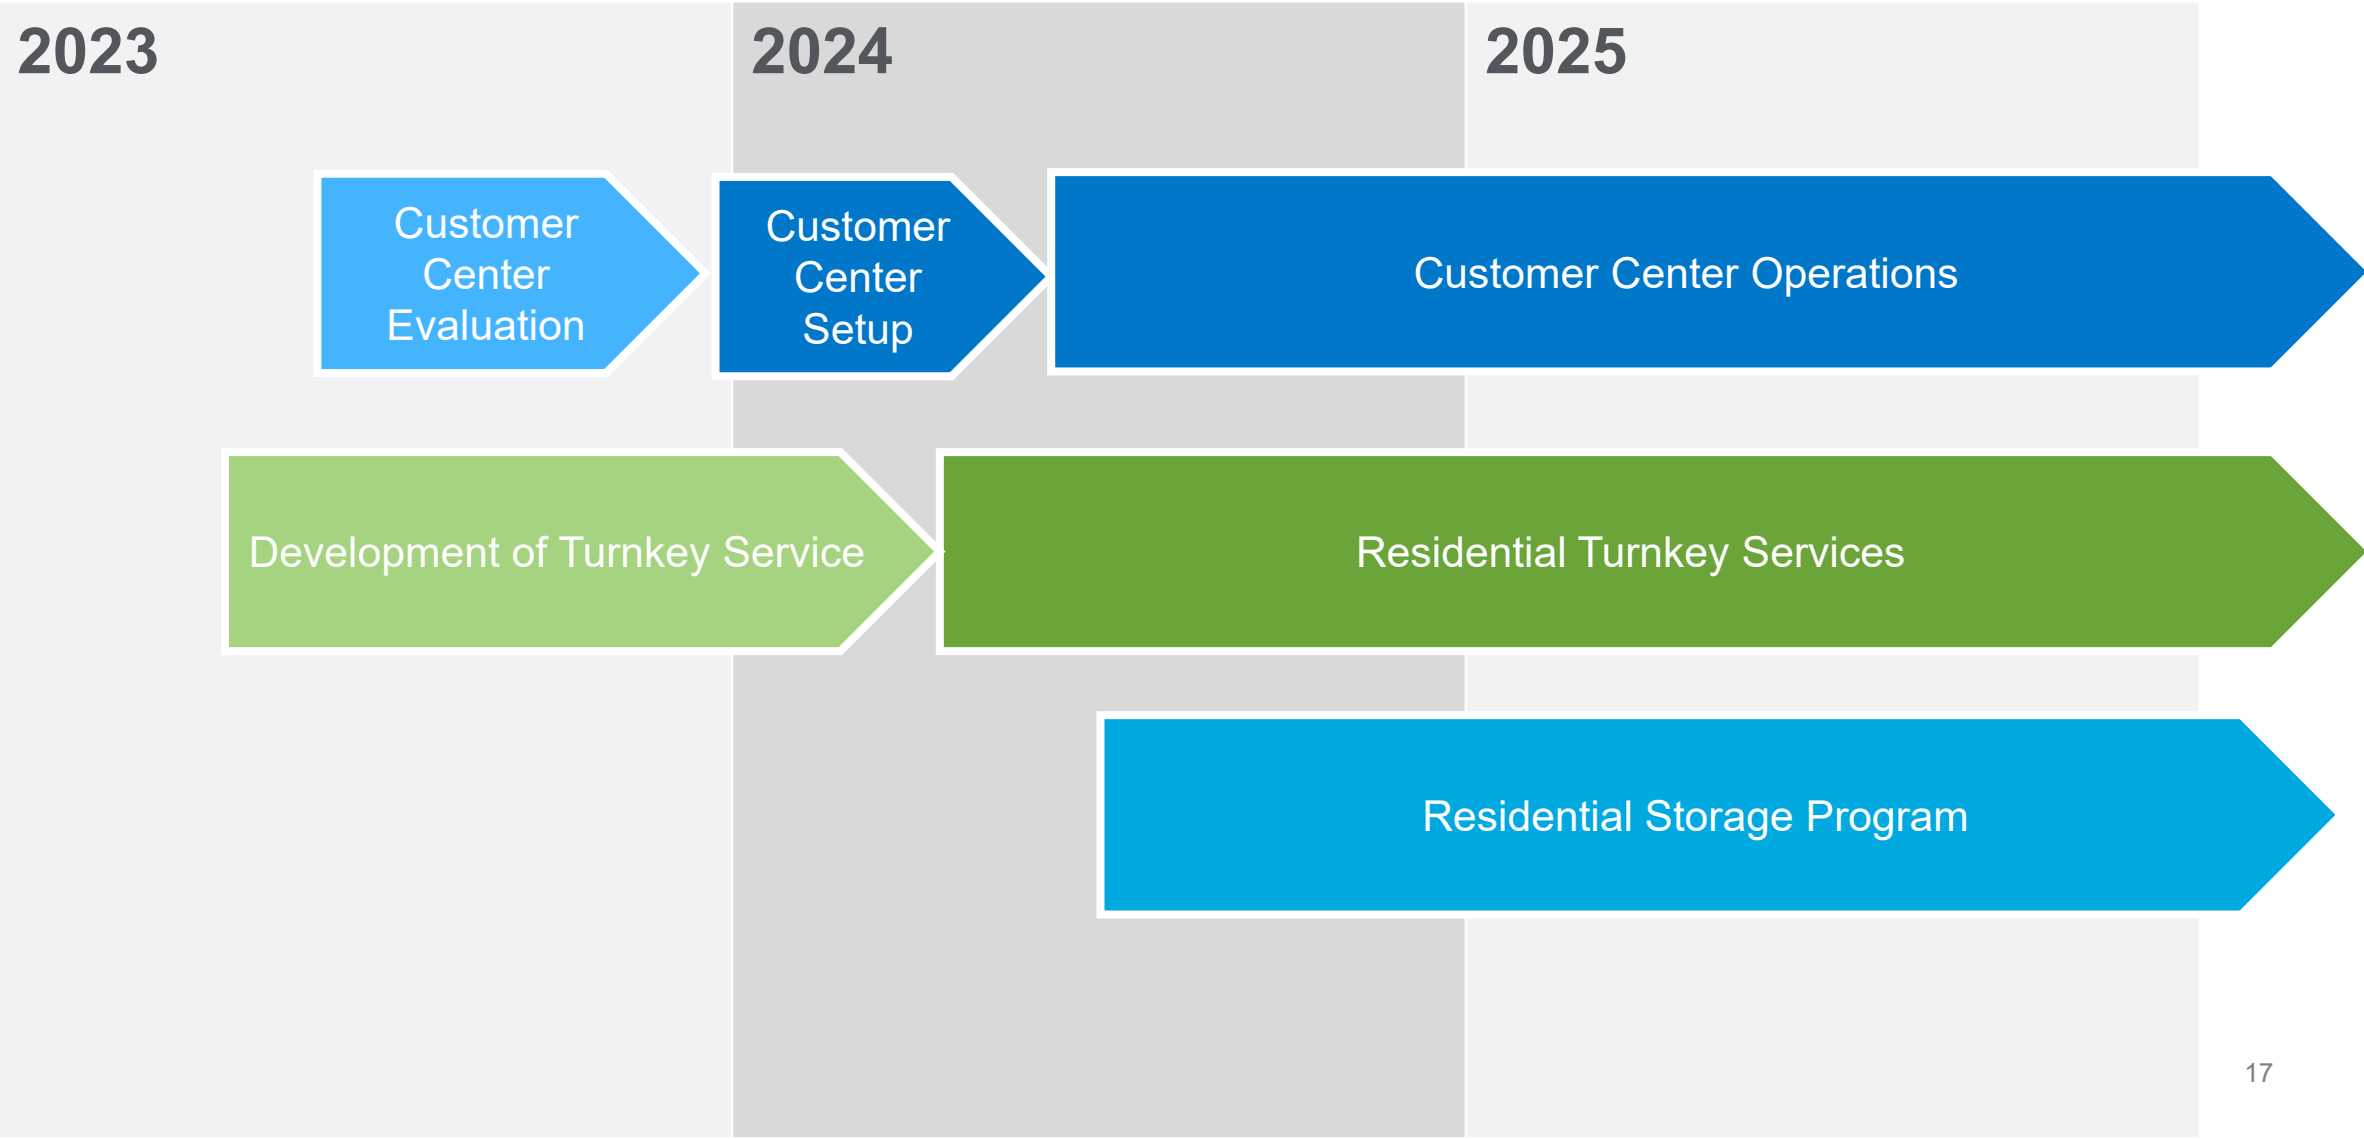 2023
2024
2025
Customer
Center
Evaluation
Customer
Center
Setup
Customer Center Operations
Development of Turnkey Service
Residential Turnkey Services
Residential Storage Program
17